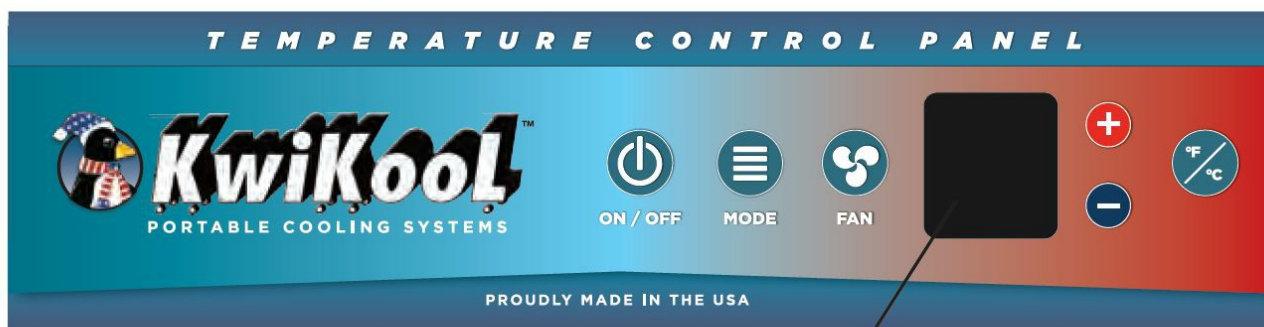 TEMPERATURE CONTROL PANEL
KwiKool™
PORTABLE COOLING SYSTEMS
ON / OFF
MODE
FAN
+
−
°F/°C
PROUDLY MADE IN THE USA